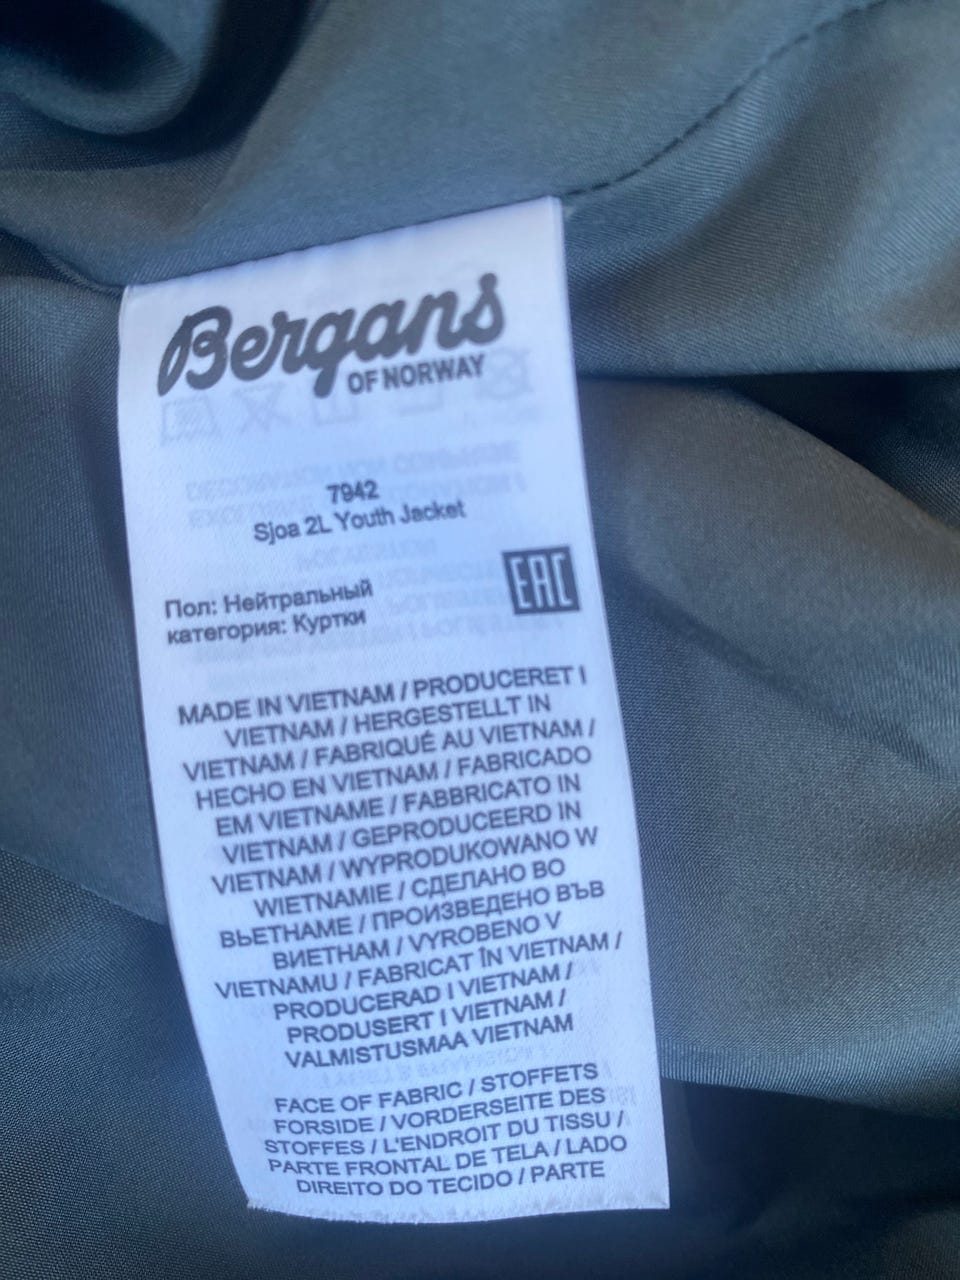 Bergans
OF NORWAY
7942
Sjoa 2L Youth Jacket
Пол: Нейтральный
категория: Куртки
EAC
MADE IN VIETNAM / PRODUCERET I
VIETNAM / HERGESTELLT IN
VIETNAM / FABRIQUÉ AU VIETNAM /
HECHO EN VIETNAM / FABRICADO
EM VIETNAME / FABBRICATO IN
VIETNAM / GEPRODUCEERD IN
VIETNAM / WYPRODUKOWANO W
WIETNAMIE / СДЕЛАНО ВО
ВЬЕТНАМЕ / ПРОИЗВЕДЕНО ВЪВ
ВИЕТНАМ / VYROBENO V
VIETNAMU / FABRICAT ÎN VIETNAM /
PRODUCERAD I VIETNAM /
PRODUSERT I VIETNAM /
VALMISTUSMAA VIETNAM
FACE OF FABRIC / STOFFETS
FORSIDE / VORDERSEITE DES
STOFFES / L'ENDROIT DU TISSU /
PARTE FRONTAL DE TELA / LADO
DIREITO DO TECIDO / PARTE